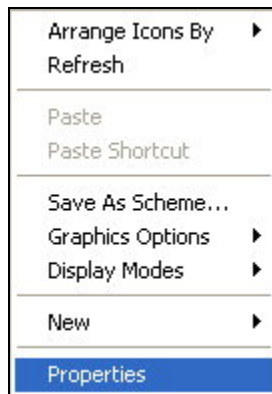 Arrange Icons By
Refresh
Paste
Paste Shortcut
Save As Scheme...
Graphics Options
Display Modes
New
Properties